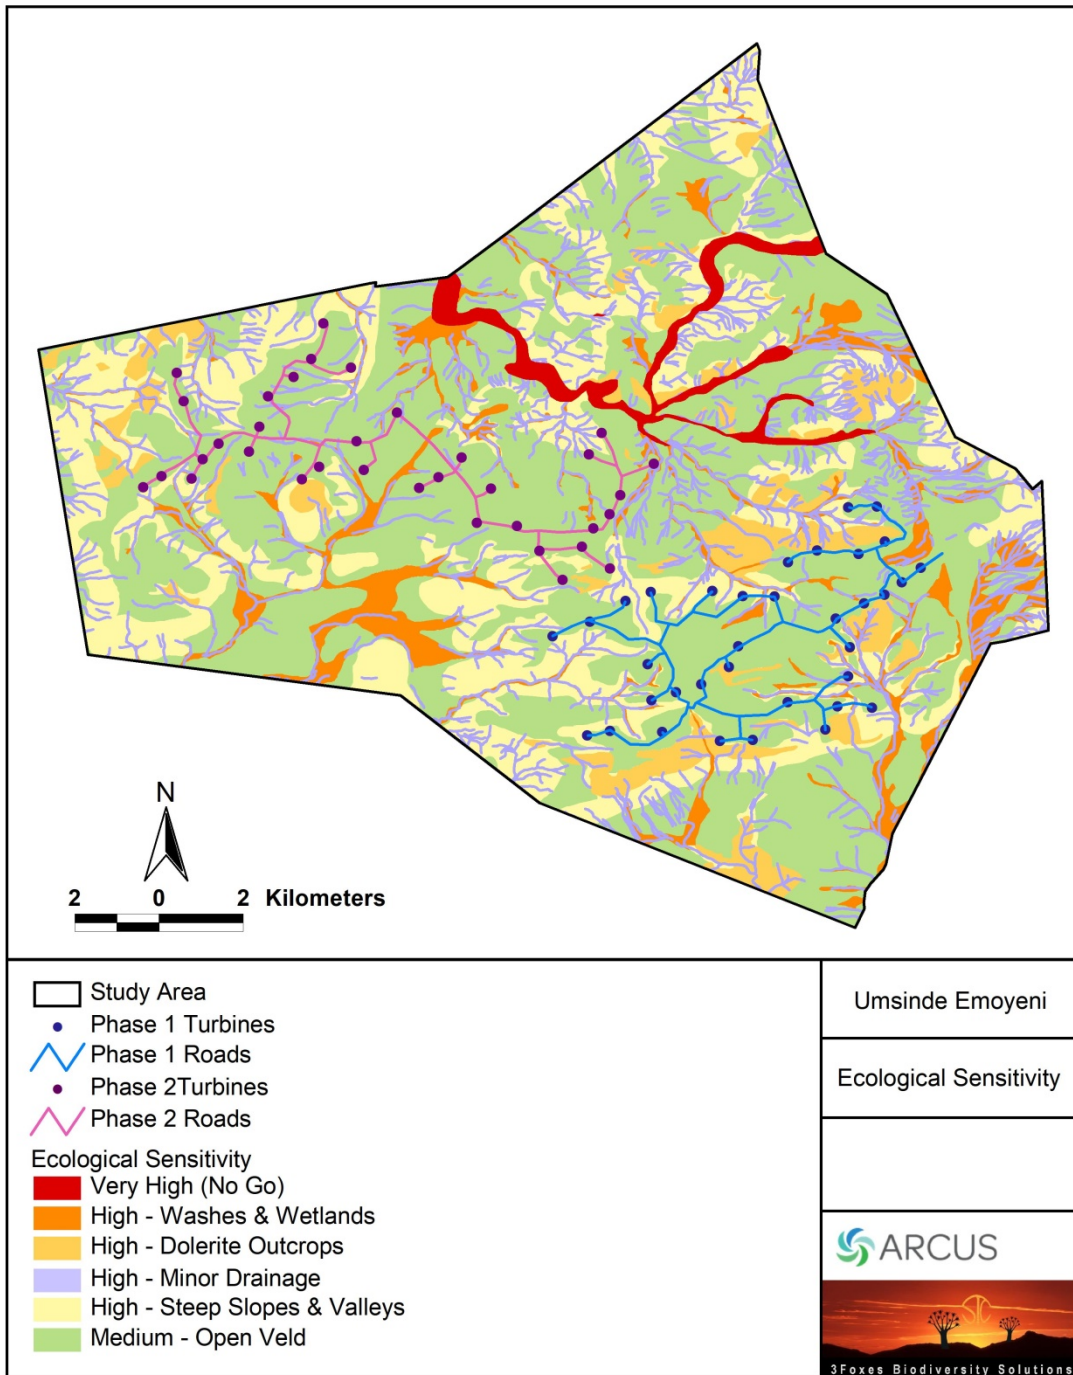 N
2 0 2 Kilometers
Study Area
Phase 1 Turbines
Phase 1 Roads
Phase 2Turbines
Phase 2 Roads
Ecological Sensitivity
Very High (No Go)
High - Washes & Wetlands
High - Dolerite Outcrops
High - Minor Drainage
High - Steep Slopes & Valleys
Medium - Open Veld
Umsinde Emoyeni
Ecological Sensitivity
ARCUS
3Foxes Biodiversity Solutions